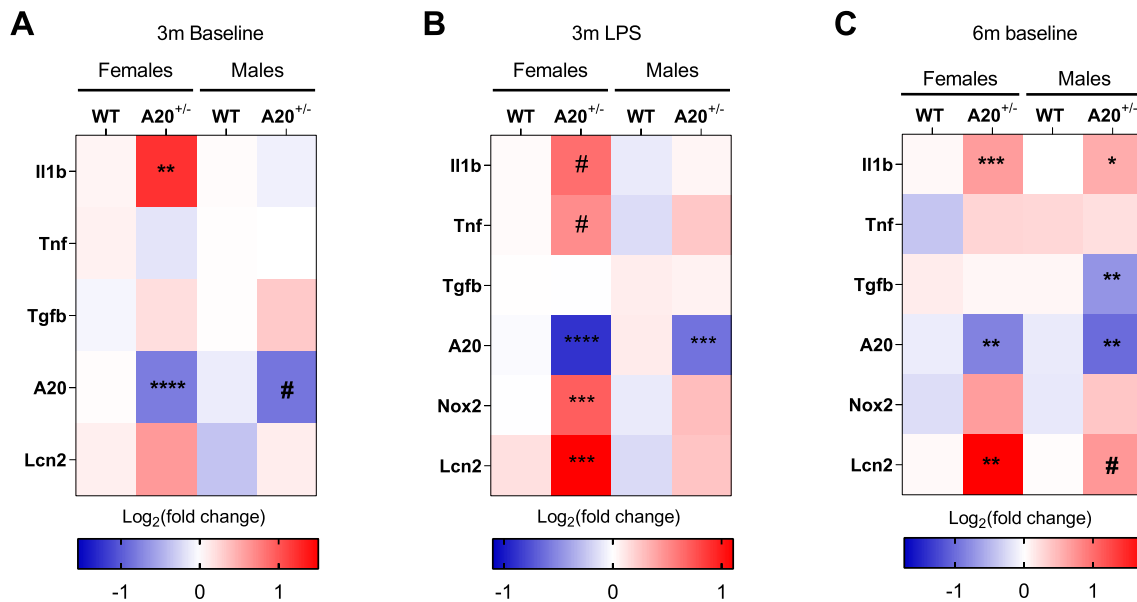 A
3m Baseline
Females Males
WT A20+/- WT A20+/-
Il1b **
Tnf
Tgfb
A20 **** #
Lcn2
Log2(fold change)
-1 0 1
B
3m LPS
Females Males
WT A20+/- WT A20+/-
Il1b #
Tnf #
Tgfb
A20 **** ***
Nox2 ***
Lcn2 ***
Log2(fold change)
-1 0 1
C
6m baseline
Females Males
WT A20+/- WT A20+/-
Il1b *** *
Tnf
Tgfb **
A20 ** **
Nox2
Lcn2 ** #
Log2(fold change)
-1 0 1